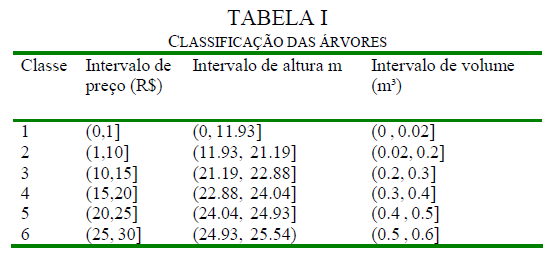 TABELA I
CLASSIFICAÇÃO DAS ÁRVORES
Classe Intervalo de preço (R$) Intervalo de altura m Intervalo de volume (m³)
1 (0,1] (0, 11.93] (0 , 0.02]
2 (1,10] (11.93, 21.19] (0.02, 0.2]
3 (10,15] (21.19, 22.88] (0.2, 0.3]
4 (15,20] (22.88, 24.04] (0.3, 0.4]
5 (20,25] (24.04, 24.93] (0.4 , 0.5]
6 (25, 30] (24.93, 25.54) (0.5 , 0.6]